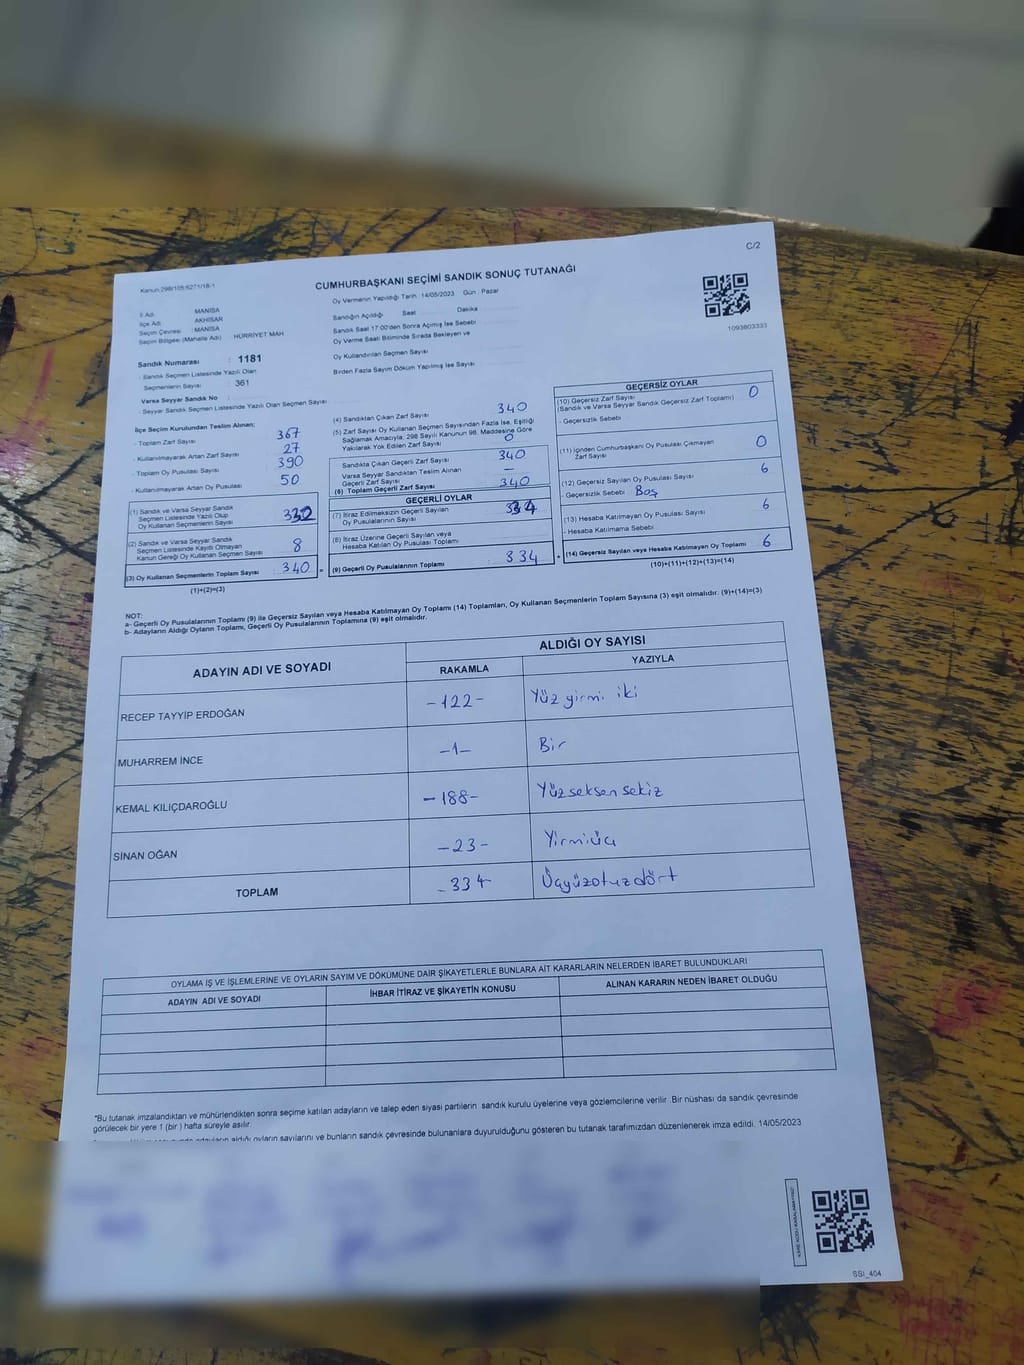 C/2
Kanun:298/105:6271/18-1
CUMHURBAŞKANI SEÇİMİ SANDIK SONUÇ TUTANAĞI
Oy Vermenin Yapıldığı Tarih : 14/05/2023 Gün : Pazar
1093803333
İl Adı : MANİSA
İlçe Adı : AKHİSAR
Seçim Çevresi : MANİSA
Seçim Bölgesi (Mahalle Adı) : HÜRRİYET MAH
Sandık Numarası : 1181
- Sandık Seçmen Listesinde Yazılı Olan
Seçmenlerin Sayısı : 361
Varsa Seyyar Sandık No :
- Seyyar Sandık Seçmen Listesinde Yazılı Olan Seçmen Sayısı
Sandığın Açıldığı Saat Dakika
Sandık Saat 17.00'den Sonra Açılmış İse Sebebi
Oy Verme Saati Bitiminde Sırada Bekleyen ve
Oy Kullandırılan Seçmen Sayısı
Birden Fazla Sayım Döküm Yapılmış İse Sayısı
İlçe Seçim Kurulundan Teslim Alınan;
- Toplam Zarf Sayısı 367
- Kullanılmayarak Artan Zarf Sayısı 27
- Toplam Oy Pusulası Sayısı 390
- Kullanılmayarak Artan Oy Pusulası 50
(1) Sandık ve Varsa Seyyar Sandık
Seçmen Listesinde Yazılı Olup
Oy Kullanan Seçmenlerin Sayısı 332
(2) Sandık ve Varsa Seyyar Sandık
Seçmen Listesinde Kayıtlı Olmayan
Kanun Gereği Oy Kullanan Seçmen Sayısı 8
(3) Oy Kullanan Seçmenlerin Toplam Sayısı 340 =
(1)+(2)=(3)
(4) Sandıktan Çıkan Zarf Sayısı 340
(5) Zarf Sayısı Oy Kullanan Seçmen Sayısından Fazla İse, Eşitliği
Sağlamak Amacıyla, 298 Sayılı Kanunun 98. Maddesine Göre
Yakılarak Yok Edilen Zarf Sayısı 0
Sandıkta Çıkan Geçerli Zarf Sayısı 340
Varsa Seyyar Sandıktan Teslim Alınan
Geçerli Zarf Sayısı —
(6) Toplam Geçerli Zarf Sayısı 340
GEÇERLİ OYLAR
(7) İtiraz Edilmeksizin Geçerli Sayılan
Oy Pusulalarının Sayısı 334
(8) İtiraz Üzerine Geçerli Sayılan veya
Hesaba Katılan Oy Pusulası Toplamı
(9) Geçerli Oy Pusulalarının Toplamı 334 +
GEÇERSİZ OYLAR
(10) Geçersiz Zarf Sayısı 0
(Sandık ve Varsa Seyyar Sandık Geçersiz Zarf Toplamı)
- Geçersizlik Sebebi
(11) İçinden Cumhurbaşkanı Oy Pusulası Çıkmayan
Zarf Sayısı 0
(12) Geçersiz Sayılan Oy Pusulası Sayısı 6
- Geçersizlik Sebebi Boş
(13) Hesaba Katılmayan Oy Pusulası Sayısı 6
- Hesaba Katılmama Sebebi
(14) Geçersiz Sayılan veya Hesaba Katılmayan Oy Toplamı 6
(10)+(11)+(12)+(13)=(14)
NOT:
a- Geçerli Oy Pusulalarının Toplamı (9) ile Geçersiz Sayılan veya Hesaba Katılmayan Oy Toplamı (14) Toplamları, Oy Kullanan Seçmenlerin Toplam Sayısına (3) eşit olmalıdır. (9)+(14)=(3)
b- Adayların Aldığı Oyların Toplamı, Geçerli Oy Pusulalarının Toplamına (9) eşit olmalıdır.
ADAYIN ADI VE SOYADI ALDIĞI OY SAYISI
RAKAMLA YAZIYLA
RECEP TAYYİP ERDOĞAN -122- Yüz yirmi iki
MUHARREM İNCE -1- Bir
KEMAL KILIÇDAROĞLU -188- Yüzseksen sekiz
SİNAN OĞAN -23- Yirmiüç
TOPLAM -334 Üçyüzotuzdört
OYLAMA İŞ VE İŞLEMLERİNE VE OYLARIN SAYIM VE DÖKÜMÜNE DAİR ŞİKAYETLERLE BUNLARA AİT KARARLARIN NELERDEN İBARET BULUNDUKLARI
ADAYIN ADI VE SOYADI İHBAR İTİRAZ VE ŞİKAYETİN KONUSU ALINAN KARARIN NEDEN İBARET OLDUĞU
*Bu tutanak imzalandıktan ve mühürlendikten sonra seçime katılan adayların ve talep eden siyasi partilerin sandık kurulu üyelerine veya gözlemcilerine verilir. Bir nüshası da sandık çevresinde
görülecek bir yere 1 (bir ) hafta süreyle asılır.
adayların aldığı oyların sayılarını ve bunların sandık çevresinde bulunanlara duyurulduğunu gösteren bu tutanak tarafımızdan düzenlenerek imza edildi. 14/05/2023
SSI_404